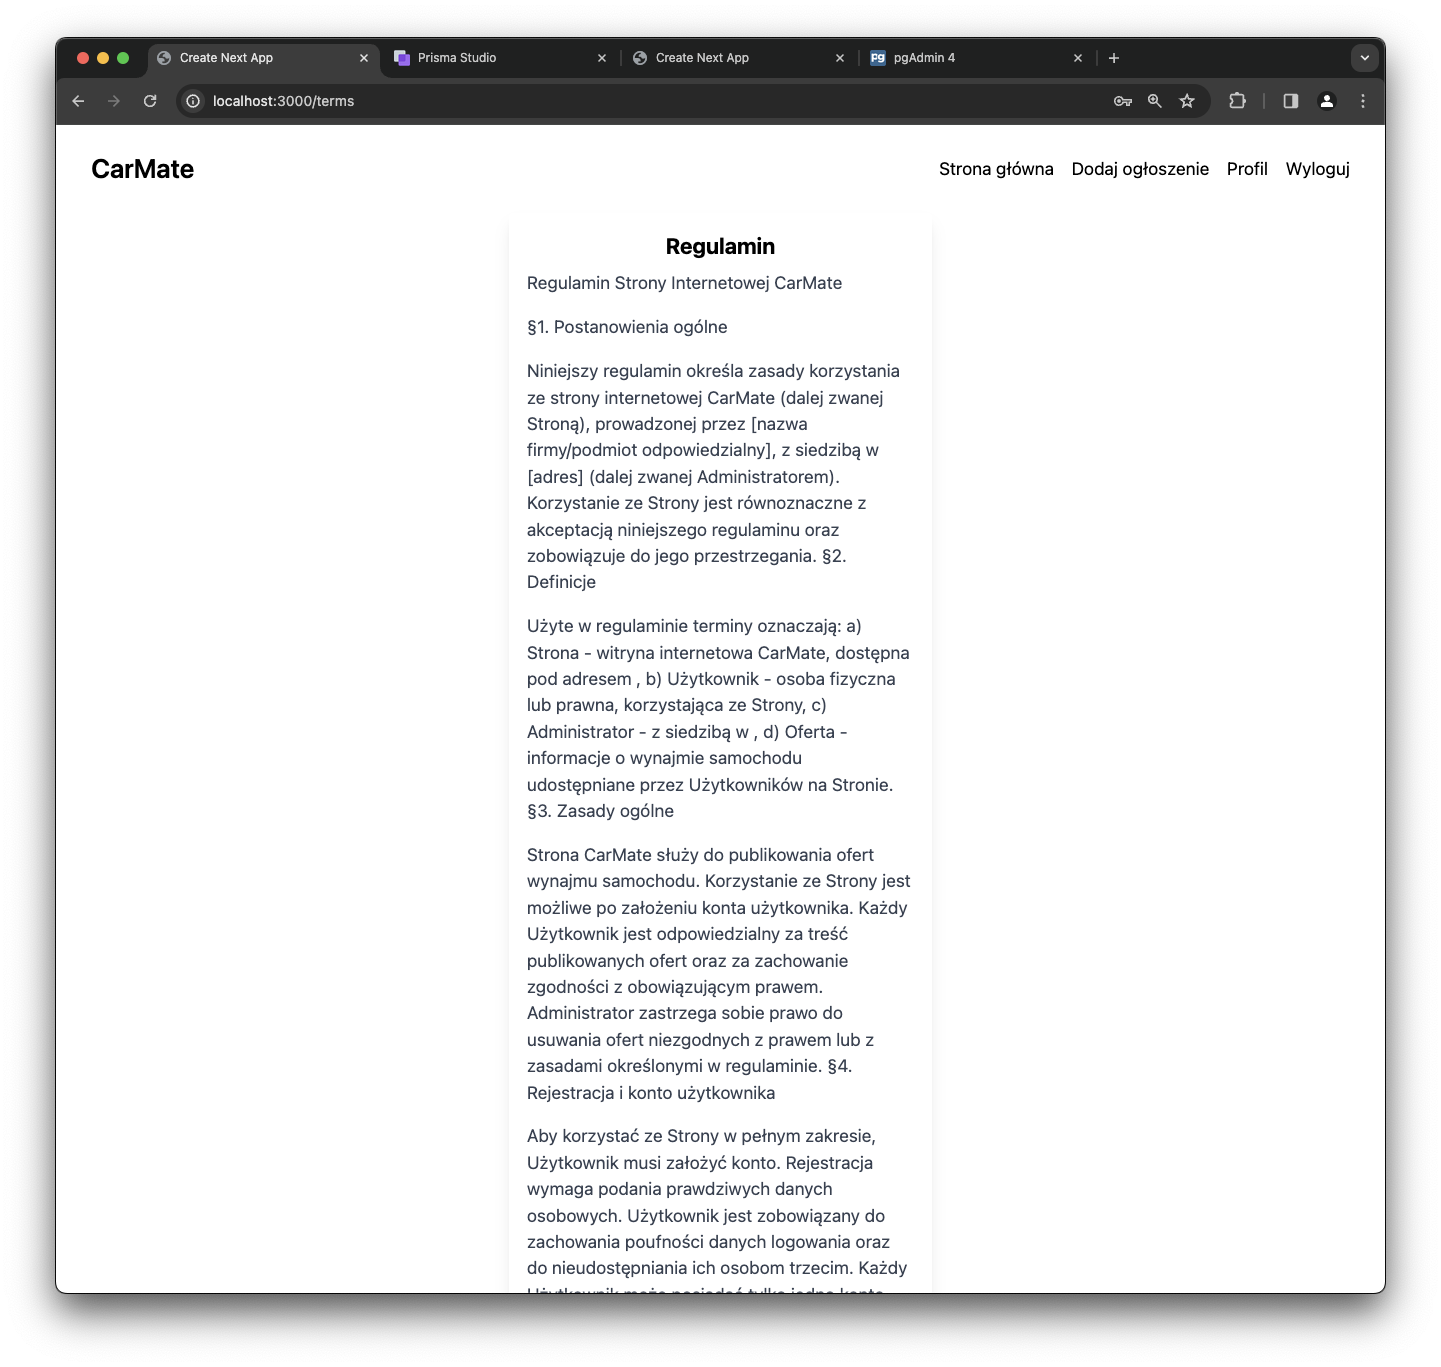 Create Next App
Prisma Studio
Create Next App
pgAdmin 4
localhost:3000/terms
CarMate
Strona główna
Dodaj ogłoszenie
Profil
Wyloguj
Regulamin
Regulamin Strony Internetowej CarMate
§1. Postanowienia ogólne
Niniejszy regulamin określa zasady korzystania
ze strony internetowej CarMate (dalej zwanej
Stroną), prowadzonej przez [nazwa
firmy/podmiot odpowiedzialny], z siedzibą w
[adres] (dalej zwanej Administratorem).
Korzystanie ze Strony jest równoznaczne z
akceptacją niniejszego regulaminu oraz
zobowiązuje do jego przestrzegania. §2.
Definicje
Użyte w regulaminie terminy oznaczają: a)
Strona - witryna internetowa CarMate, dostępna
pod adresem , b) Użytkownik - osoba fizyczna
lub prawna, korzystająca ze Strony, c)
Administrator - z siedzibą w , d) Oferta -
informacje o wynajmie samochodu
udostępniane przez Użytkowników na Stronie.
§3. Zasady ogólne
Strona CarMate służy do publikowania ofert
wynajmu samochodu. Korzystanie ze Strony jest
możliwe po założeniu konta użytkownika. Każdy
Użytkownik jest odpowiedzialny za treść
publikowanych ofert oraz za zachowanie
zgodności z obowiązującym prawem.
Administrator zastrzega sobie prawo do
usuwania ofert niezgodnych z prawem lub z
zasadami określonymi w regulaminie. §4.
Rejestracja i konto użytkownika
Aby korzystać ze Strony w pełnym zakresie,
Użytkownik musi założyć konto. Rejestracja
wymaga podania prawdziwych danych
osobowych. Użytkownik jest zobowiązany do
zachowania poufności danych logowania oraz
do nieudostępniania ich osobom trzecim. Każdy